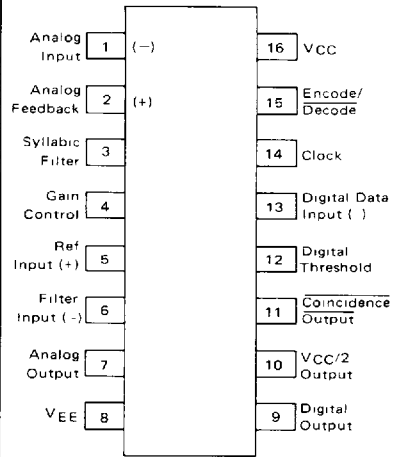 Analog
Input
1
(−)
Analog
Feedback
2
(+)
Syllabic
Filter
3
Gain
Control
4
Ref
Input (+)
5
Filter
Input (-)
6
Analog
Output
7
VEE
8
16
VCC
15
Encode/
Decode
14
Clock
13
Digital Data
Input ( )
12
Digital
Threshold
11
Coincidence
Output
10
VCC/2
Output
9
Digital
Output